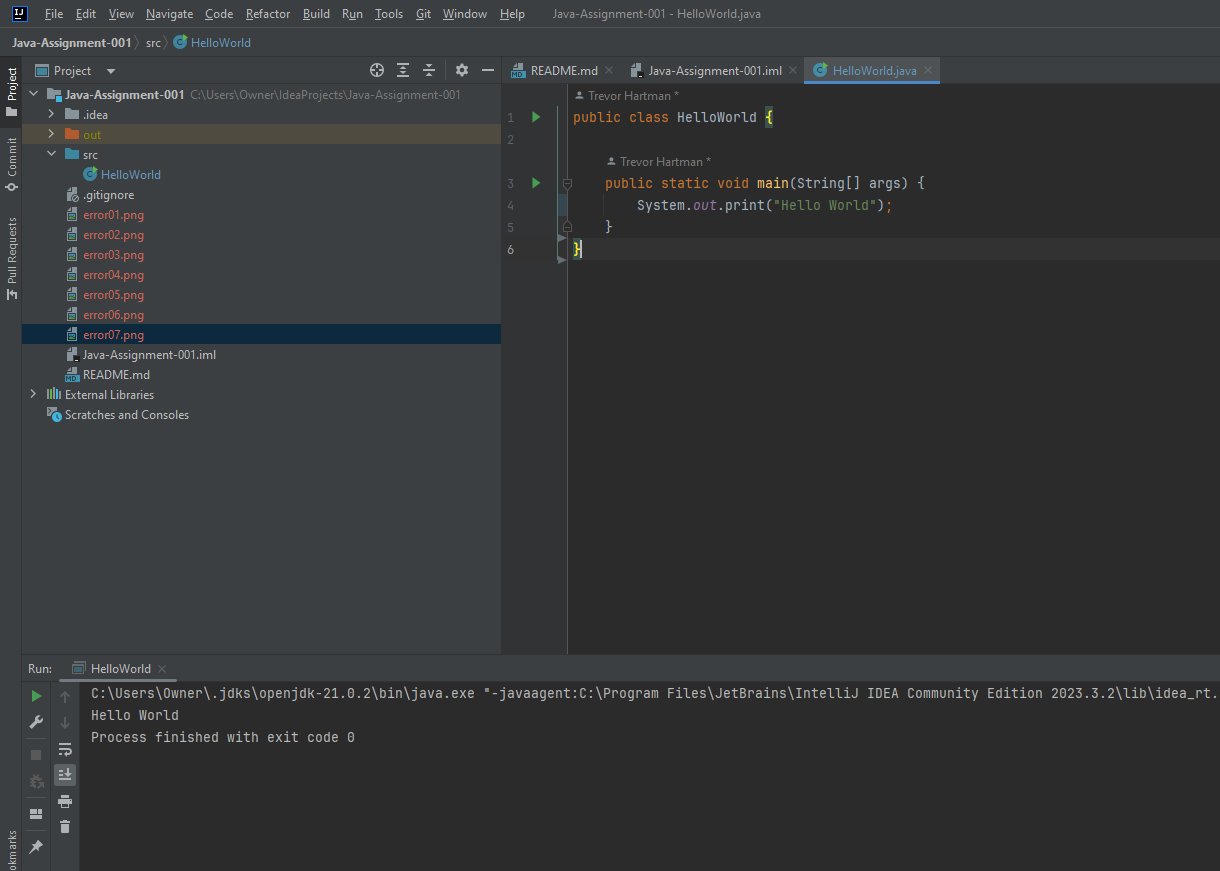 IJ File Edit View Navigate Code Refactor Build Run Tools Git Window Help Java-Assignment-001 - HelloWorld.java
Java-Assignment-001 src HelloWorld
Project
Commit
Pull Requests
okmarks
Project
Java-Assignment-001 C:\Users\Owner\IdeaProjects\Java-Assignment-001
.idea
out
src
HelloWorld
.gitignore
error01.png
error02.png
error03.png
error04.png
error05.png
error06.png
error07.png
Java-Assignment-001.iml
README.md
External Libraries
Scratches and Consoles
README.md Java-Assignment-001.iml HelloWorld.java
Trevor Hartman *
1 public class HelloWorld {
2
Trevor Hartman *
3 public static void main(String[] args) {
4 System.out.print("Hello World");
5 }
6 }
Run: HelloWorld
C:\Users\Owner\.jdks\openjdk-21.0.2\bin\java.exe "-javaagent:C:\Program Files\JetBrains\IntelliJ IDEA Community Edition 2023.3.2\lib\idea_rt.
Hello World
Process finished with exit code 0